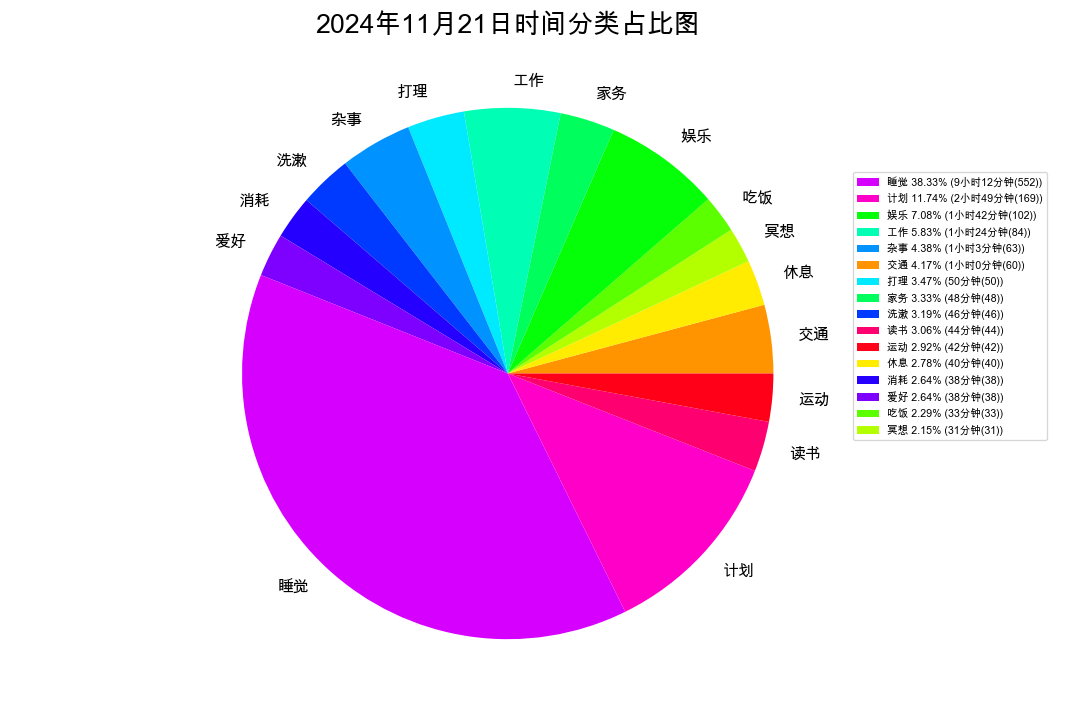 2024年11月21日时间分类占比图
工作
家务
打理
杂事
娱乐
洗漱
消耗
吃饭
爱好
冥想
休息
交通
运动
读书
计划
睡觉
睡觉 38.33% (9小时12分钟(552))
计划 11.74% (2小时49分钟(169))
娱乐 7.08% (1小时42分钟(102))
工作 5.83% (1小时24分钟(84))
杂事 4.38% (1小时3分钟(63))
交通 4.17% (1小时0分钟(60))
打理 3.47% (50分钟(50))
家务 3.33% (48分钟(48))
洗漱 3.19% (46分钟(46))
读书 3.06% (44分钟(44))
运动 2.92% (42分钟(42))
休息 2.78% (40分钟(40))
消耗 2.64% (38分钟(38))
爱好 2.64% (38分钟(38))
吃饭 2.29% (33分钟(33))
冥想 2.15% (31分钟(31))